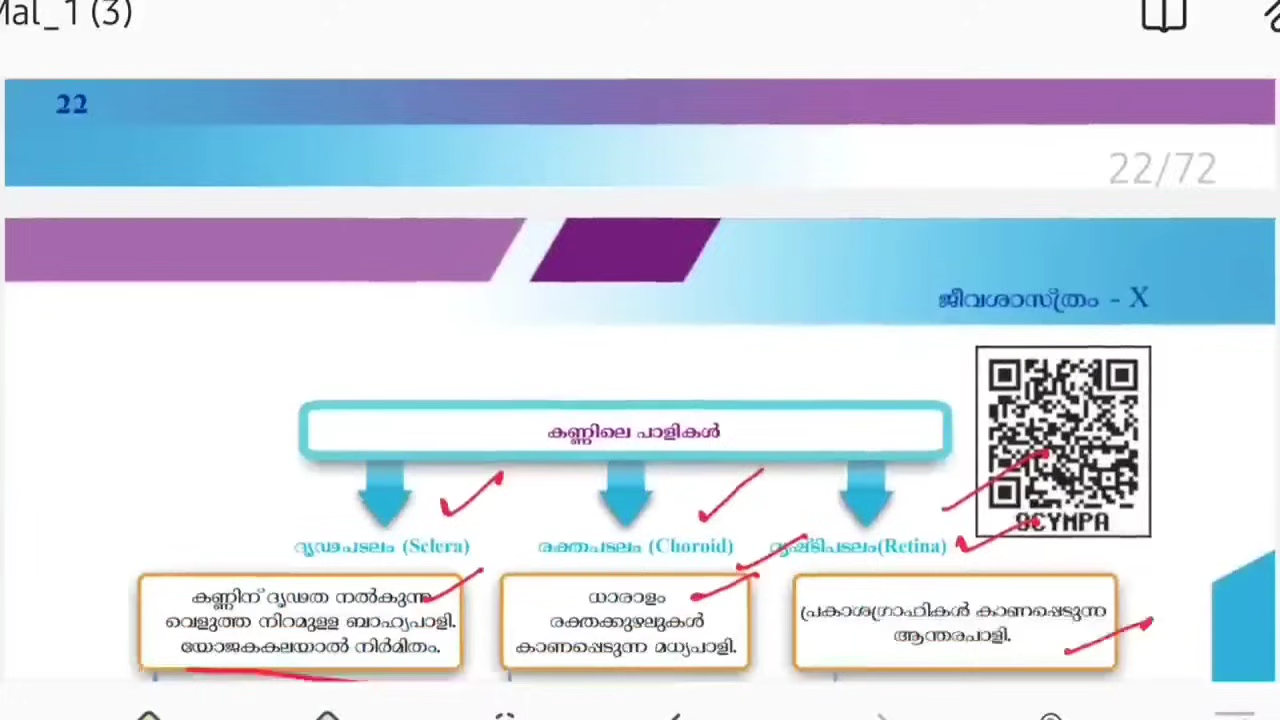 Mal_1 (3)
22
22/72
ജീവശാസ്ത്രം - X
കണ്ണിലെ പാളികൾ
9CYMPA
ദൃഢപടലം (Sclera)
രക്തപടലം (Choroid)
ദൃഷ്ടിപടലം(Retina)
കണ്ണിന് ദൃഢത നൽകുന്ന
വെളുത്ത നിറമുള്ള ബാഹ്യപാളി.
യോജകകലയാൽ നിർമിതം.
ധാരാളം
രക്തക്കുഴലുകൾ
കാണപ്പെടുന്ന മധ്യപാളി.
പ്രകാശഗ്രാഹികൾ കാണപ്പെടുന്ന
ആന്തരപാളി.